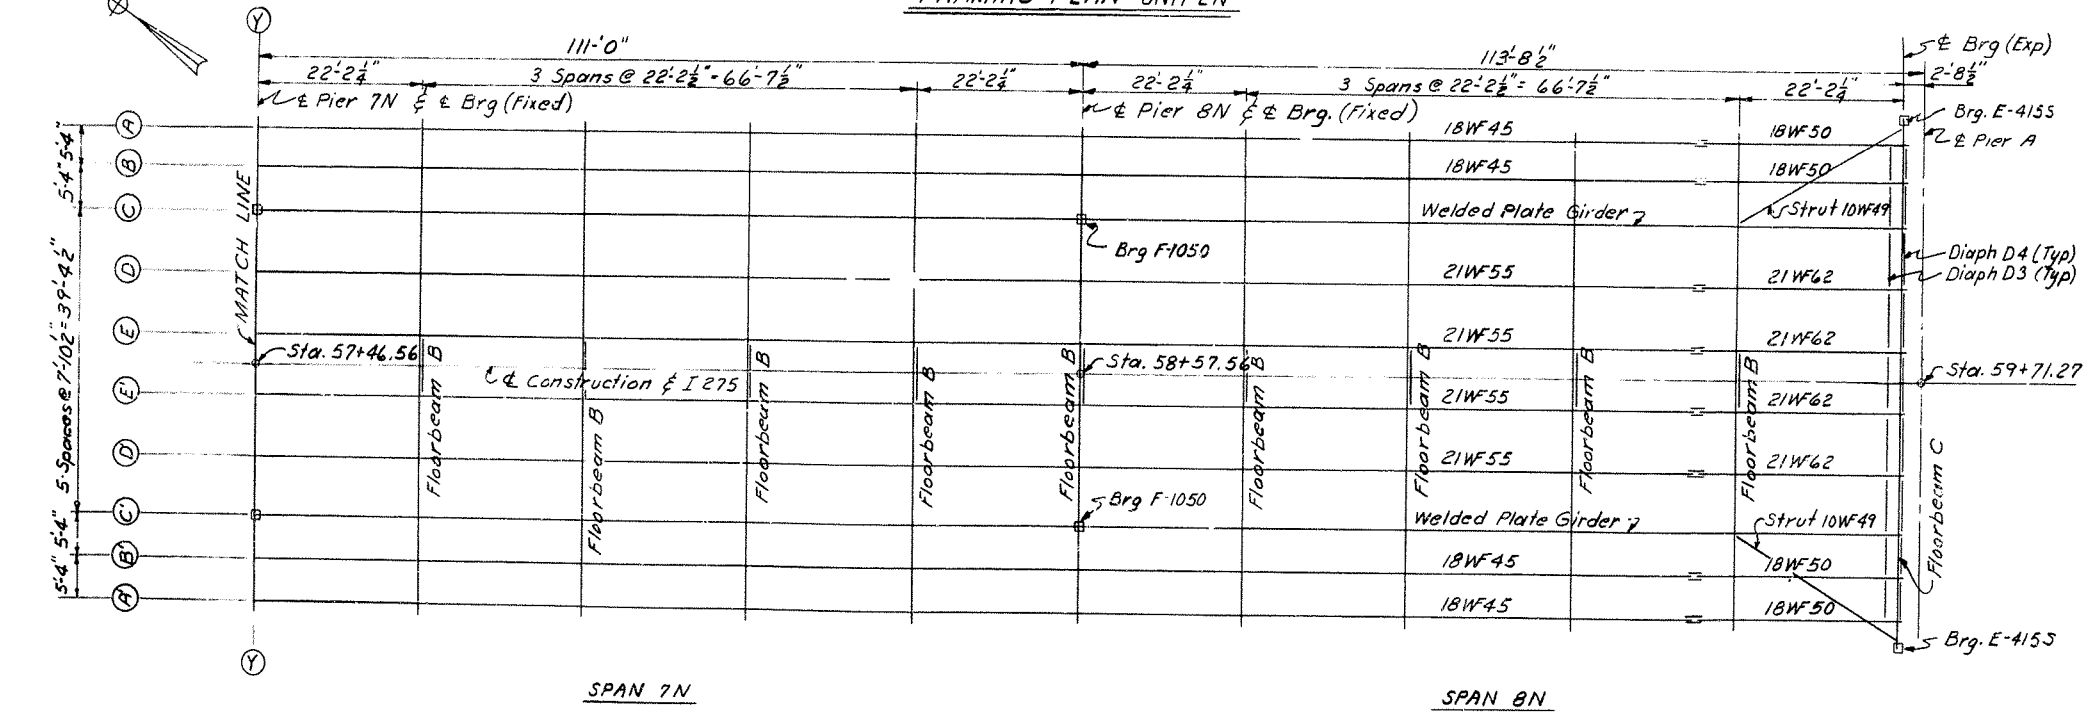 FRAMING PLAN UNIT 2N
Y
111'-0"
113'-8½"
₵ Brg (Exp)
22'-2¼"
3 Spans @ 22'-2½" = 66'-7½"
22'-2¼"
22'-2¼"
3 Spans @ 22'-2½" = 66'-7½"
22'-2¼"
2'-8½"
₵ Pier 7N & ₵ Brg (Fixed)
₵ Pier 8N & ₵ Brg. (Fixed)
Brg. E-415S
₵ Pier A
A
18WF45
18WF50
5'-4"
B
18WF45
18WF50
5'-4"
C
Welded Plate Girder
Strut 10WF49
MATCH LINE
Brg F-1050
Diaph D4 (Typ)
Diaph D3 (Typ)
D
21WF55
21WF62
5 Spaces @ 7'-10½" = 39'-4½"
E
21WF55
21WF62
Sta. 57+46.56
Sta. 58+57.56
Sta. 59+71.27
₵ Construction & I 275
E'
21WF55
21WF62
Floorbeam B
Floorbeam B
Floorbeam B
Floorbeam B
Floorbeam B
Floorbeam B
Floorbeam B
Floorbeam B
Floorbeam B
Floorbeam C
D'
21WF55
21WF62
C'
Brg F-1050
Welded Plate Girder
Strut 10WF49
5'-4"
B'
18WF45
18WF50
5'-4"
A'
18WF45
18WF50
Brg. E-415S
Y
SPAN 7N
SPAN 8N